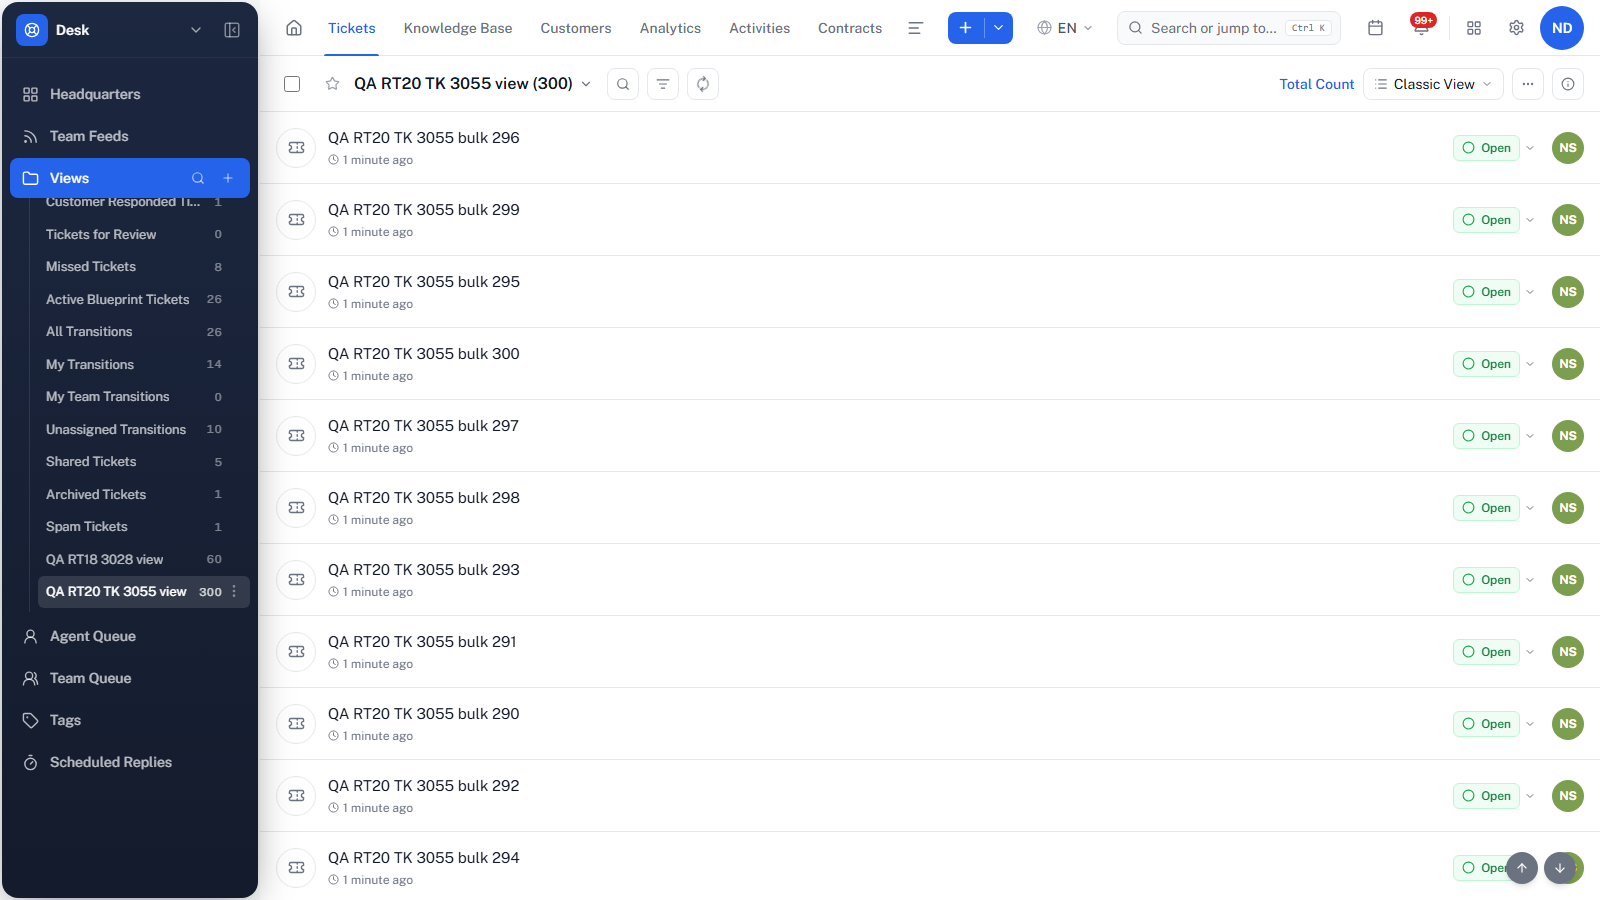 Desk
Headquarters
Team Feeds
Views
Customer Responded Ti... 1
Tickets for Review 0
Missed Tickets 8
Active Blueprint Tickets 26
All Transitions 26
My Transitions 14
My Team Transitions 0
Unassigned Transitions 10
Shared Tickets 5
Archived Tickets 1
Spam Tickets 1
QA RT18 3028 view 60
QA RT20 TK 3055 view 300
Agent Queue
Team Queue
Tags
Scheduled Replies
Tickets Knowledge Base Customers Analytics Activities Contracts EN Search or jump to... Ctrl K 99+ ND
QA RT20 TK 3055 view (300) Total Count Classic View
QA RT20 TK 3055 bulk 296
1 minute ago
Open NS
QA RT20 TK 3055 bulk 299
1 minute ago
Open NS
QA RT20 TK 3055 bulk 295
1 minute ago
Open NS
QA RT20 TK 3055 bulk 300
1 minute ago
Open NS
QA RT20 TK 3055 bulk 297
1 minute ago
Open NS
QA RT20 TK 3055 bulk 298
1 minute ago
Open NS
QA RT20 TK 3055 bulk 293
1 minute ago
Open NS
QA RT20 TK 3055 bulk 291
1 minute ago
Open NS
QA RT20 TK 3055 bulk 290
1 minute ago
Open NS
QA RT20 TK 3055 bulk 292
1 minute ago
Open NS
QA RT20 TK 3055 bulk 294
1 minute ago
Open